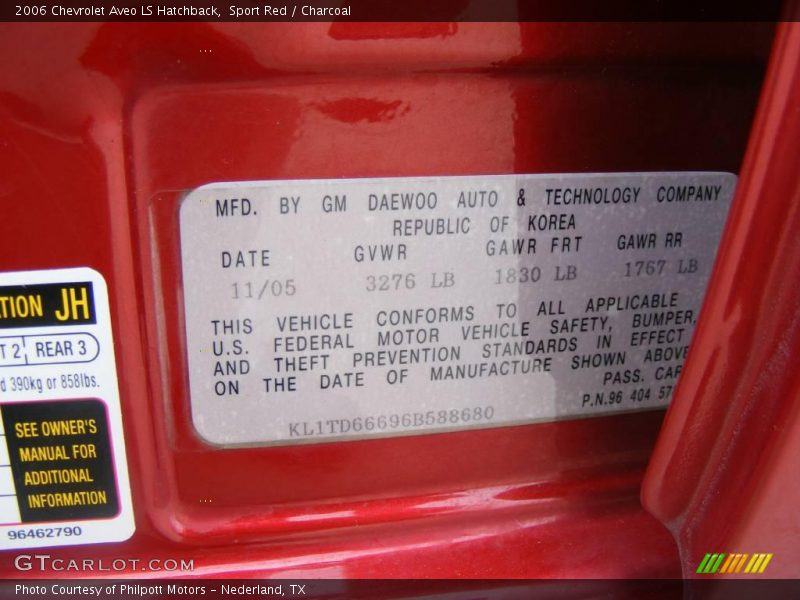 2006 Chevrolet Aveo LS Hatchback, Sport Red / Charcoal
MFD. BY GM DAEWOO AUTO & TECHNOLOGY COMPANY
REPUBLIC OF KOREA
DATE GVWR GAWR FRT GAWR RR
11/05 3276 LB 1830 LB 1767 LB
THIS VEHICLE CONFORMS TO ALL APPLICABLE
U.S. FEDERAL MOTOR VEHICLE SAFETY, BUMPER,
AND THEFT PREVENTION STANDARDS IN EFFECT
ON THE DATE OF MANUFACTURE SHOWN ABOVE
PASS. CAR
P.N.96 404 57
KL1TD66696B588680
JH
2 REAR 3
390kg or 858lbs.
SEE OWNER'S
MANUAL FOR
ADDITIONAL
INFORMATION
96462790
GTCARLOT.COM
Photo Courtesy of Philpott Motors - Nederland, TX